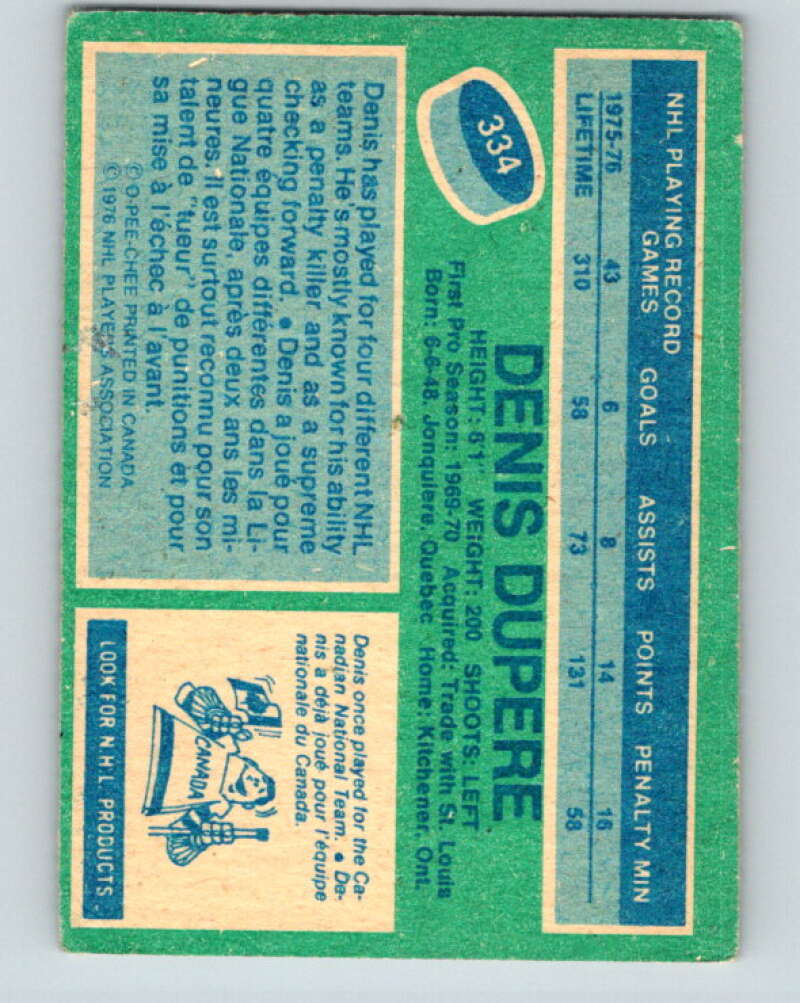 NHL PLAYING RECORD
GAMES GOALS ASSISTS POINTS PENALTY MIN
1975-76 43 6 8 14 16
LIFETIME 310 58 73 131 58
334
DENIS DUPERE
HEIGHT: 6'1" WEIGHT: 200 SHOOTS: LEFT
First Pro Season: 1969-70 Acquired: Trade with St. Louis
Born: 6-6-48, Jonquiere, Quebec Home: Kitchener, Ont.
Denis has played for four different NHL
teams. He's mostly known for his ability
as a penalty killer and as a supreme
checking forward. • Denis a joué pour
quatre équipes différentes dans la Li-
gue Nationale, après deux ans les mi-
neures. Il est surtout reconnu pour son
talent de "tueur" de punitions et pour
sa mise à l'échec à l'avant.
© O-PEE-CHEE PRINTED IN CANADA
© 1976 NHL PLAYERS ASSOCIATION
Denis once played for the Ca-
nadian National Team. • De-
nis a déjà joué pour l'équipe
nationale du Canada.
CANADA
LOOK FOR N.H.L. PRODUCTS